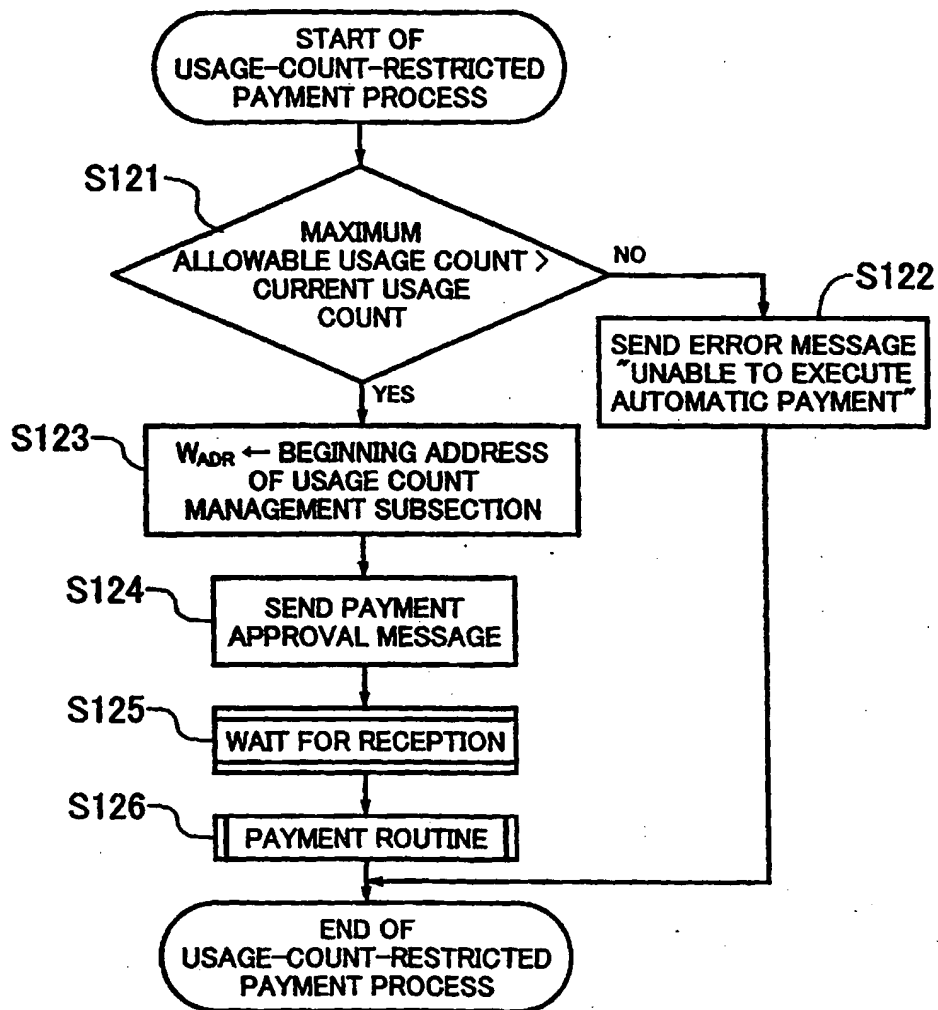 START OF
USAGE-COUNT-RESTRICTED
PAYMENT PROCESS
S121
MAXIMUM
ALLOWABLE USAGE COUNT >
CURRENT USAGE
COUNT
NO
S122
SEND ERROR MESSAGE
"UNABLE TO EXECUTE
AUTOMATIC PAYMENT"
YES
S123
WADR ← BEGINNING ADDRESS
OF USAGE COUNT
MANAGEMENT SUBSECTION
S124
SEND PAYMENT
APPROVAL MESSAGE
S125
WAIT FOR RECEPTION
S126
PAYMENT ROUTINE
END OF
USAGE-COUNT-RESTRICTED
PAYMENT PROCESS